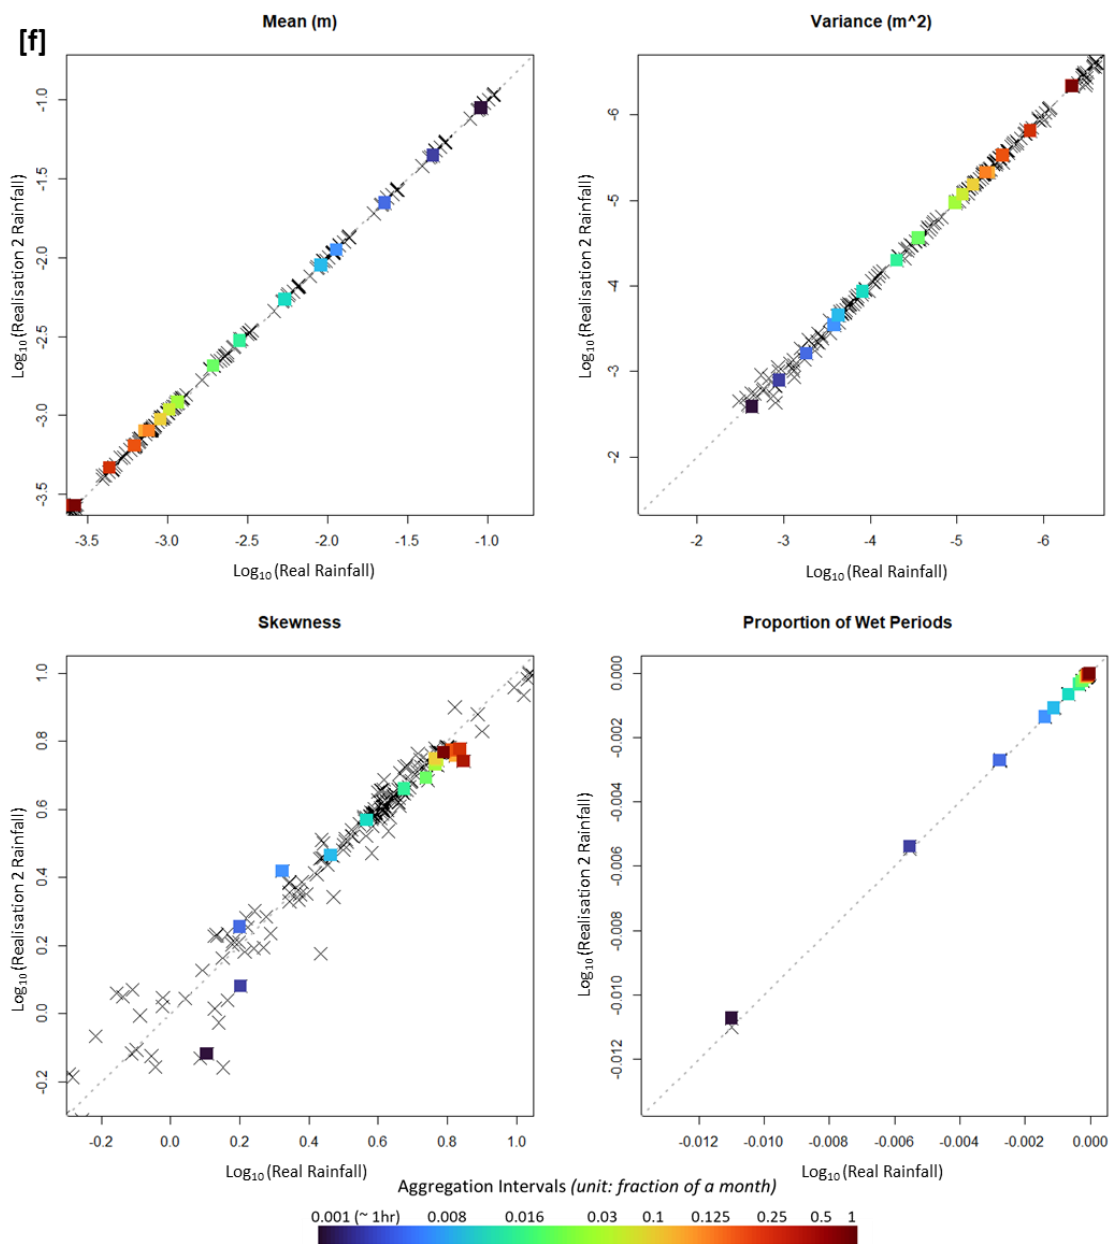 [f]
Mean (m)
Variance (m^2)
Log10 (Realisation 2 Rainfall)
-1.0
-1.5
-2.0
-2.5
-3.0
-3.5
-3.5 -3.0 -2.5 -2.0 -1.5 -1.0
Log10 (Real Rainfall)
Log10 (Realisation 2 Rainfall)
-6
-5
-4
-3
-2
-2 -3 -4 -5 -6
Log10 (Real Rainfall)
Skewness
Proportion of Wet Periods
Log10 (Realisation 2 Rainfall)
1.0
0.8
0.6
0.4
0.2
0.0
-0.2
-0.2 0.0 0.2 0.4 0.6 0.8 1.0
Log10 (Real Rainfall)
Log10 (Realisation 2 Rainfall)
0.000
-0.002
-0.004
-0.006
-0.008
-0.010
-0.012
-0.012 -0.010 -0.008 -0.006 -0.004 -0.002 0.000
Log10 (Real Rainfall)
Aggregation Intervals (unit: fraction of a month)
0.001 (~ 1hr) 0.008 0.016 0.03 0.1 0.125 0.25 0.5 1